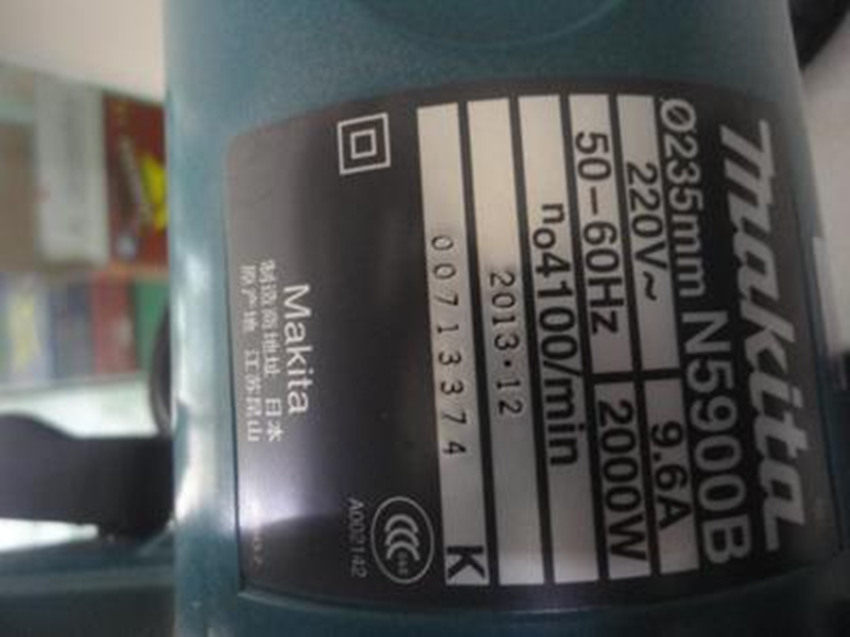 makita
Ø235mm N5900B
220V~ 9.6A
50-60Hz 2000W
n₀4100/min
2013.12
00713374 K
Makita
制造商地址 日本
原产地 江苏昆山
A002142